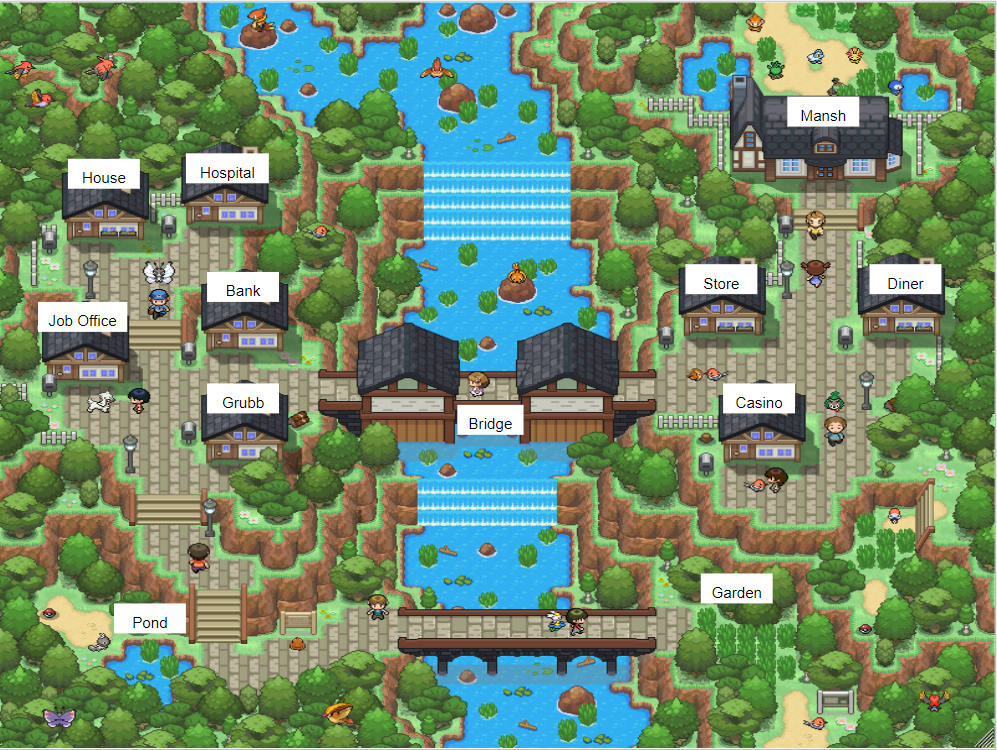 Mansh
House
Hospital
Store
Diner
Bank
Job Office
Grubb
Casino
Bridge
Garden
Pond